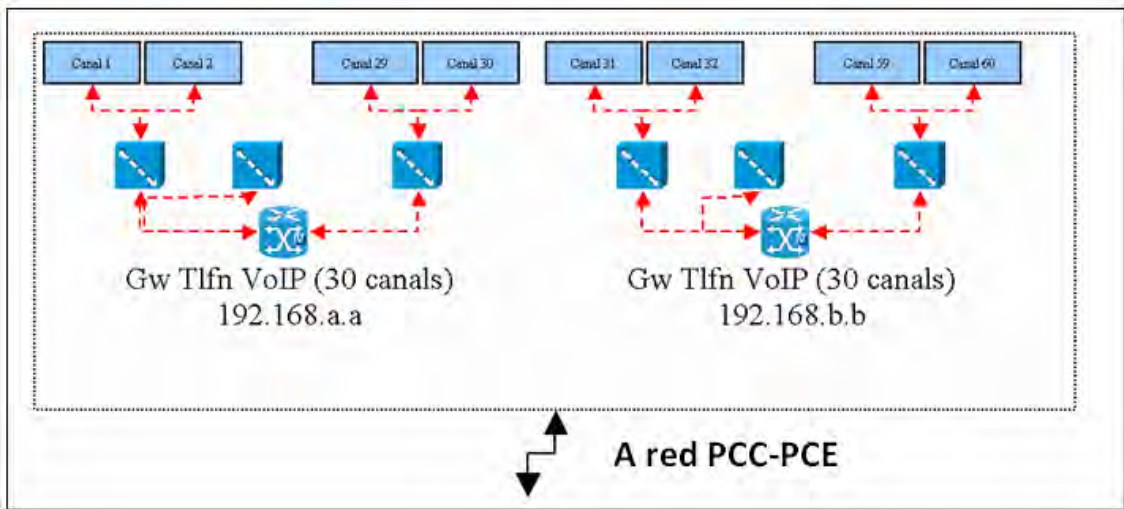 Canal 1 Canal 2 Canal 29 Canal 30 Canal 31 Canal 32 Canal 59 Canal 60
Gw Tlfn VoIP (30 canals)
192.168.a.a
Gw Tlfn VoIP (30 canals)
192.168.b.b
A red PCC-PCE